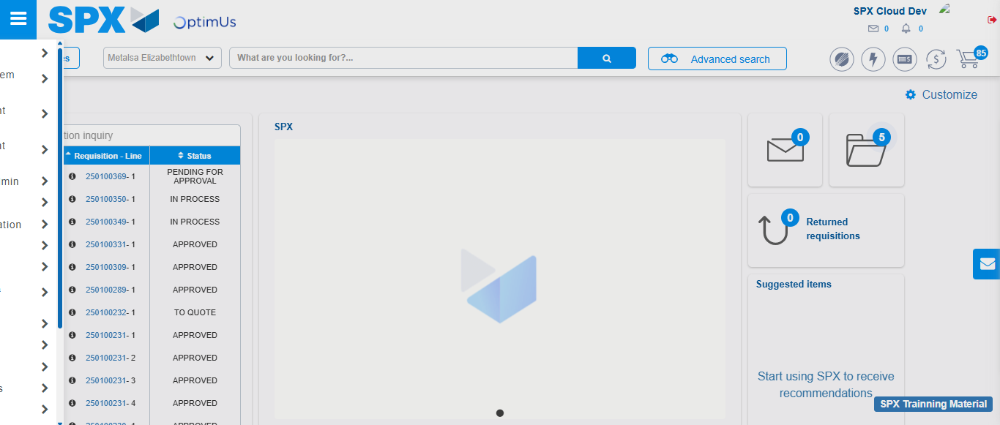 SPX
OptimUs
SPX Cloud Dev
0
0
es
Metalsa Elizabethtown
What are you looking for?...
Advanced search
85
em
nt
nt
min
ation
s
Customize
tion inquiry
Requisition - Line
Status
250100369- 1
PENDING FOR
APPROVAL
250100350- 1
IN PROCESS
250100349- 1
IN PROCESS
250100331- 1
APPROVED
250100309- 1
APPROVED
250100289- 1
APPROVED
250100232- 1
TO QUOTE
250100231- 1
APPROVED
250100231- 2
APPROVED
250100231- 3
APPROVED
250100231- 4
APPROVED
250100230- 1
APPROVED
SPX
0
5
0
Returned
requisitions
Suggested items
Start using SPX to receive
recommendations
SPX Trainning Material